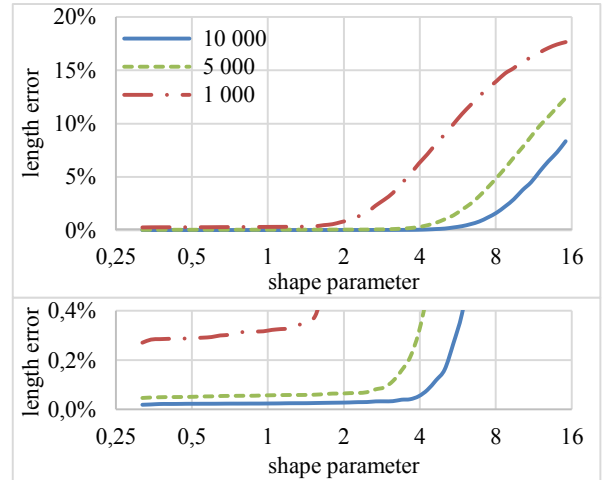 20%
15%
10%
5%
0%
length error
10 000
5 000
1 000
0,25 0,5 1 2 4 8 16
shape parameter
0,4%
0,2%
0,0%
length error
0,25 0,5 1 2 4 8 16
shape parameter